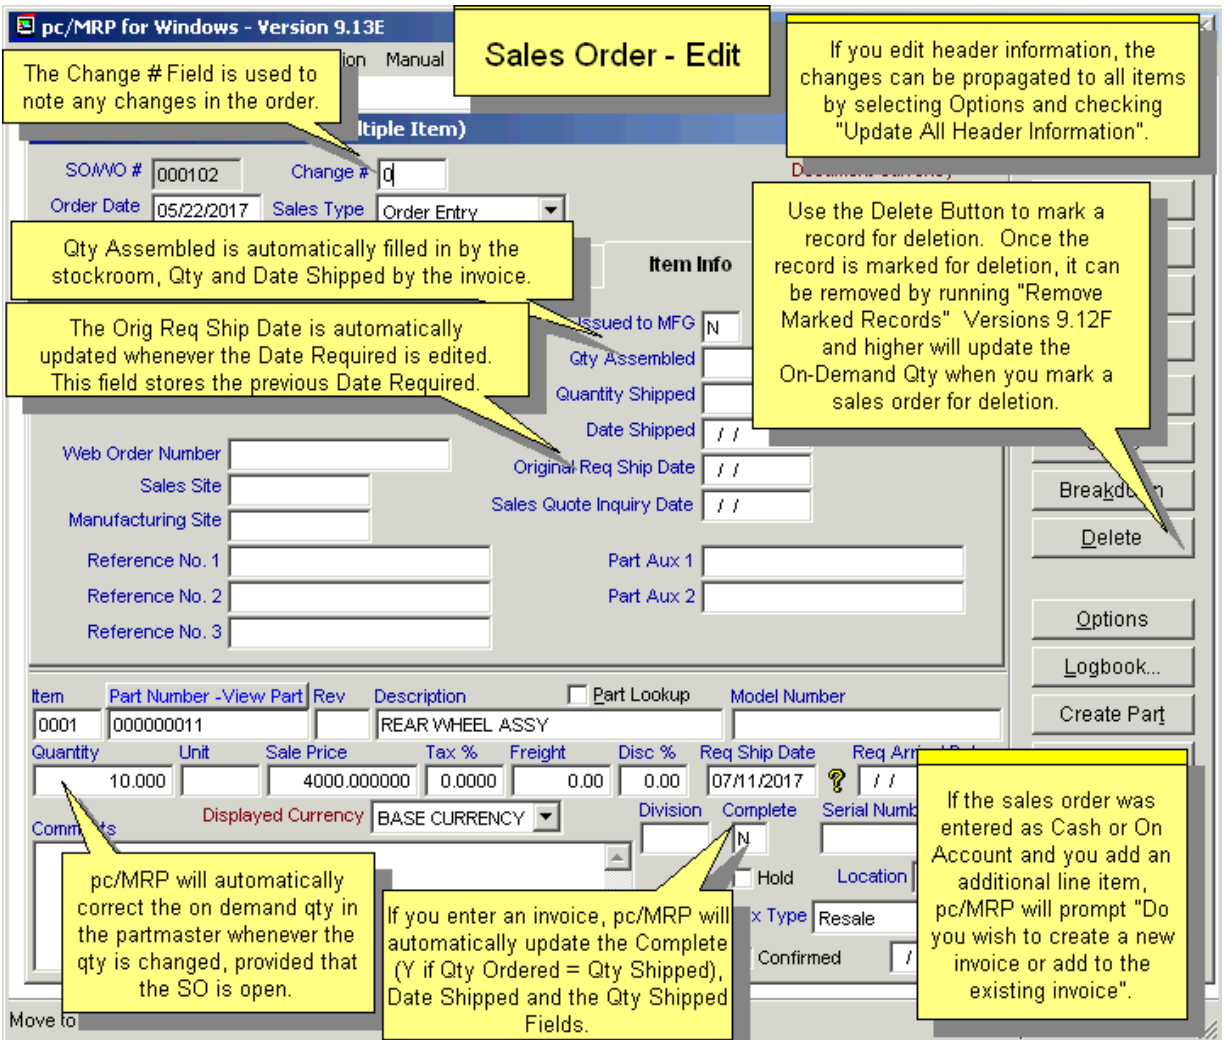 pc/MRP for Windows - Version 9.13E
Manual
Sales Order - Edit
If you edit header information, the
changes can be propagated to all items
by selecting Options and checking
"Update All Header Information".
The Change # Field is used to
note any changes in the order.
tiple Item)
SO/WO # 000102 Change # 0
Order Date 05/22/2017 Sales Type Order Entry
Use the Delete Button to mark a
record for deletion. Once the
record is marked for deletion, it can
be removed by running "Remove
Marked Records" Versions 9.12F
and higher will update the
On-Demand Qty when you mark a
sales order for deletion.
Qty Assembled is automatically filled in by the
stockroom, Qty and Date Shipped by the invoice.
Item Info
The Orig Req Ship Date is automatically
updated whenever the Date Required is edited.
This field stores the previous Date Required.
Issued to MFG N
Qty Assembled
Quantity Shipped
Date Shipped / /
Original Req Ship Date / /
Sales Quote Inquiry Date / /
Web Order Number
Sales Site
Manufacturing Site
Reference No. 1
Reference No. 2
Reference No. 3
Part Aux 1
Part Aux 2
Breakdown
Delete
Options
Logbook...
Create Part
Item Part Number -View Part Rev Description Part Lookup Model Number
0001 000000011 REAR WHEEL ASSY
Quantity Unit Sale Price Tax % Freight Disc % Req Ship Date Req Arri
10.000 4000.000000 0.0000 0.00 0.00 07/11/2017 ? / /
Displayed Currency BASE CURRENCY Division Complete Serial Numb
Comments
N
Hold Location
x Type Resale
Confirmed /
pc/MRP will automatically
correct the on demand qty in
the partmaster whenever the
qty is changed, provided that
the SO is open.
If you enter an invoice, pc/MRP will
automatically update the Complete
(Y if Qty Ordered = Qty Shipped),
Date Shipped and the Qty Shipped
Fields.
If the sales order was
entered as Cash or On
Account and you add an
additional line item,
pc/MRP will prompt "Do
you wish to create a new
invoice or add to the
existing invoice".
Move to